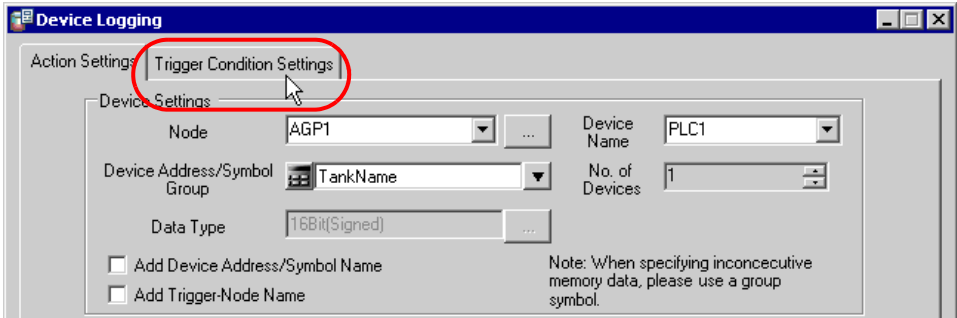 Device Logging
Action Settings Trigger Condition Settings
Device Settings
Node AGP1 ... Device Name PLC1
Device Address/Symbol Group TankName No. of Devices 1
Data Type 16Bit(Signed) ...
Add Device Address/Symbol Name
Add Trigger-Node Name
Note: When specifying inconcecutive
memory data, please use a group
symbol.